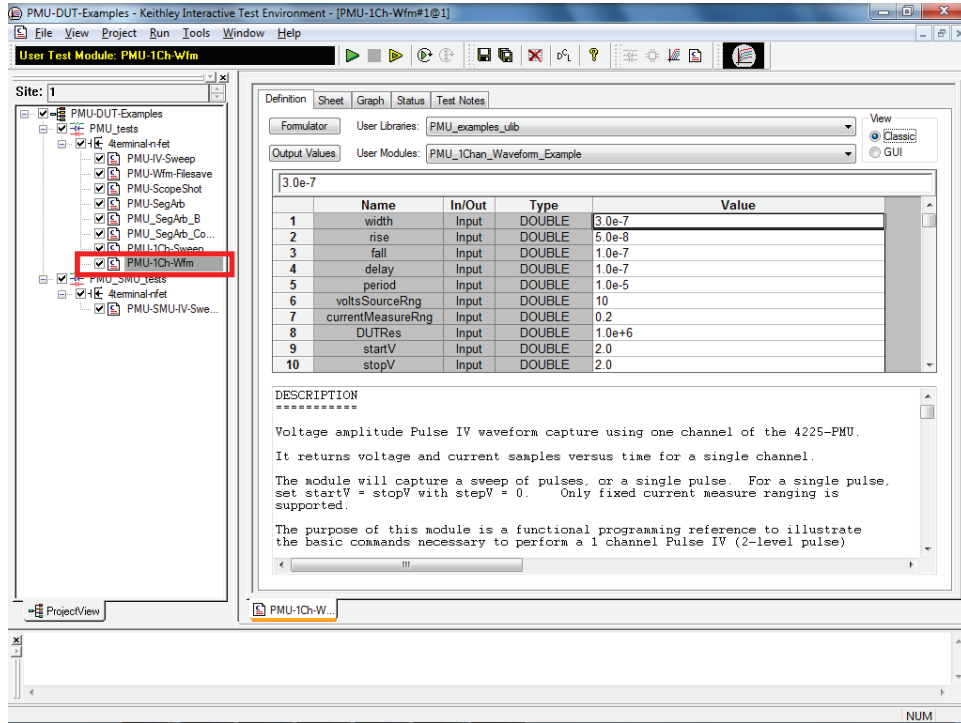 PMU-DUT-Examples - Keithley Interactive Test Environment - [PMU-1Ch-Wfm#1@1]
File View Project Run Tools Window Help
User Test Module: PMU-1Ch-Wfm
Site: 1
PMU-DUT-Examples
PMU_tests
4terminal-n-fet
PMU-IV-Sweep
PMU-Wfm-Filesave
PMU-ScopeShot
PMU-SegArb
PMU_SegArb_B
PMU_SegArb_Co...
PMU-1Ch-Sweep
PMU-1Ch-Wfm
PMU_SMU_tests
4terminal-nfet
PMU-SMU-IV-Swe...
ProjectView
Definition Sheet Graph Status Test Notes
Formulator User Libraries: PMU_examples_ulib
Output Values User Modules: PMU_1Chan_Waveform_Example
View
Classic
GUI
3.0e-7
Name In/Out Type Value
1 width Input DOUBLE 3.0e-7
2 rise Input DOUBLE 5.0e-8
3 fall Input DOUBLE 1.0e-7
4 delay Input DOUBLE 1.0e-7
5 period Input DOUBLE 1.0e-5
6 voltsSourceRng Input DOUBLE 10
7 currentMeasureRng Input DOUBLE 0.2
8 DUTRes Input DOUBLE 1.0e+6
9 startV Input DOUBLE 2.0
10 stopV Input DOUBLE 2.0
DESCRIPTION
===========
Voltage amplitude Pulse IV waveform capture using one channel of the 4225-PMU.
It returns voltage and current samples versus time for a single channel.
The module will capture a sweep of pulses, or a single pulse. For a single pulse,
set startV = stopV with stepV = 0. Only fixed current measure ranging is
supported.
The purpose of this module is a functional programing reference to illustrate
the basic commands necessary to perform a 1 channel Pulse IV (2-level pulse)
PMU-1Ch-W...
NUM